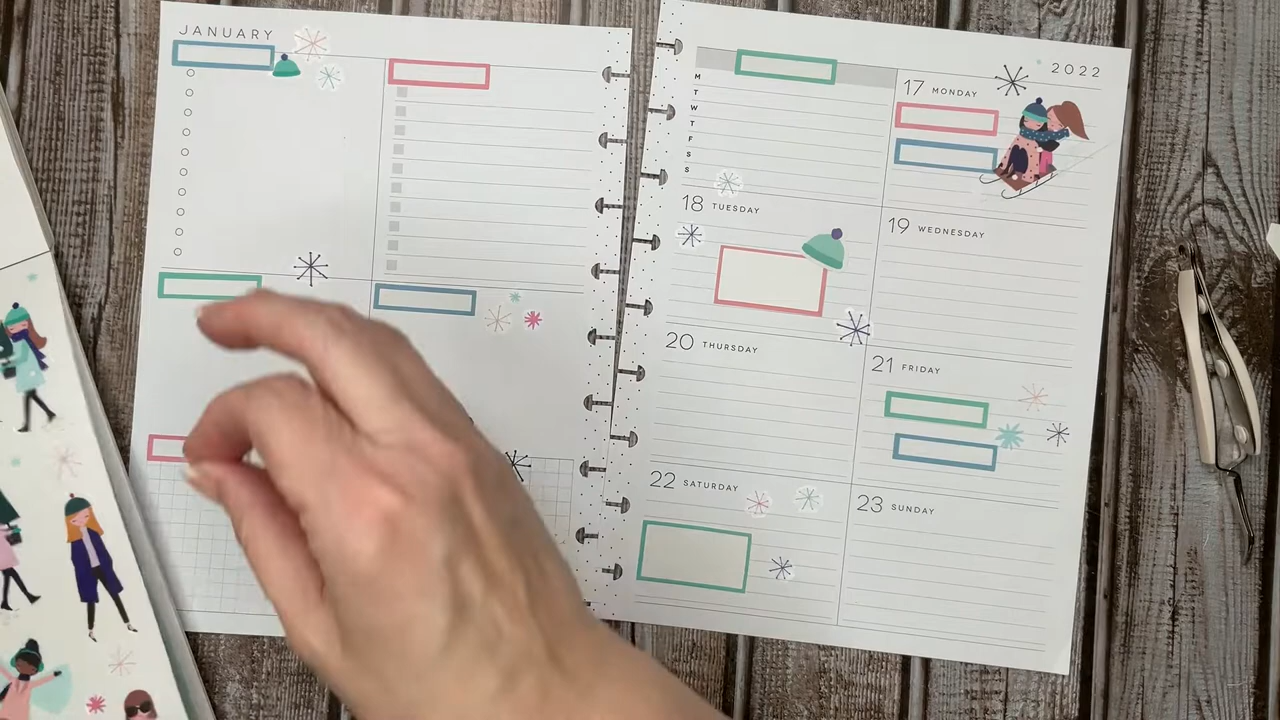 JANUARY
2022
M
T
W
T
F
S
S
17 MONDAY
18 TUESDAY
19 WEDNESDAY
20 THURSDAY
21 FRIDAY
22 SATURDAY
23 SUNDAY